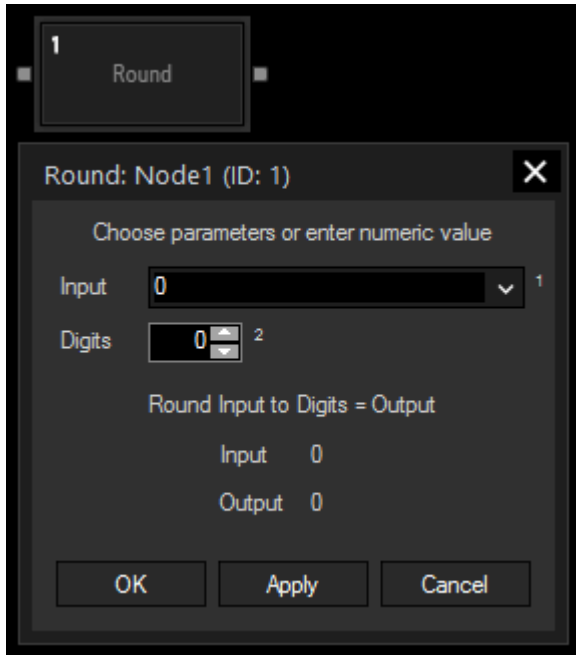 1
Round
Round: Node1 (ID: 1)
Choose parameters or enter numeric value
Input 0 1
Digits 0 2
Round Input to Digits = Output
Input 0
Output 0
OK Apply Cancel